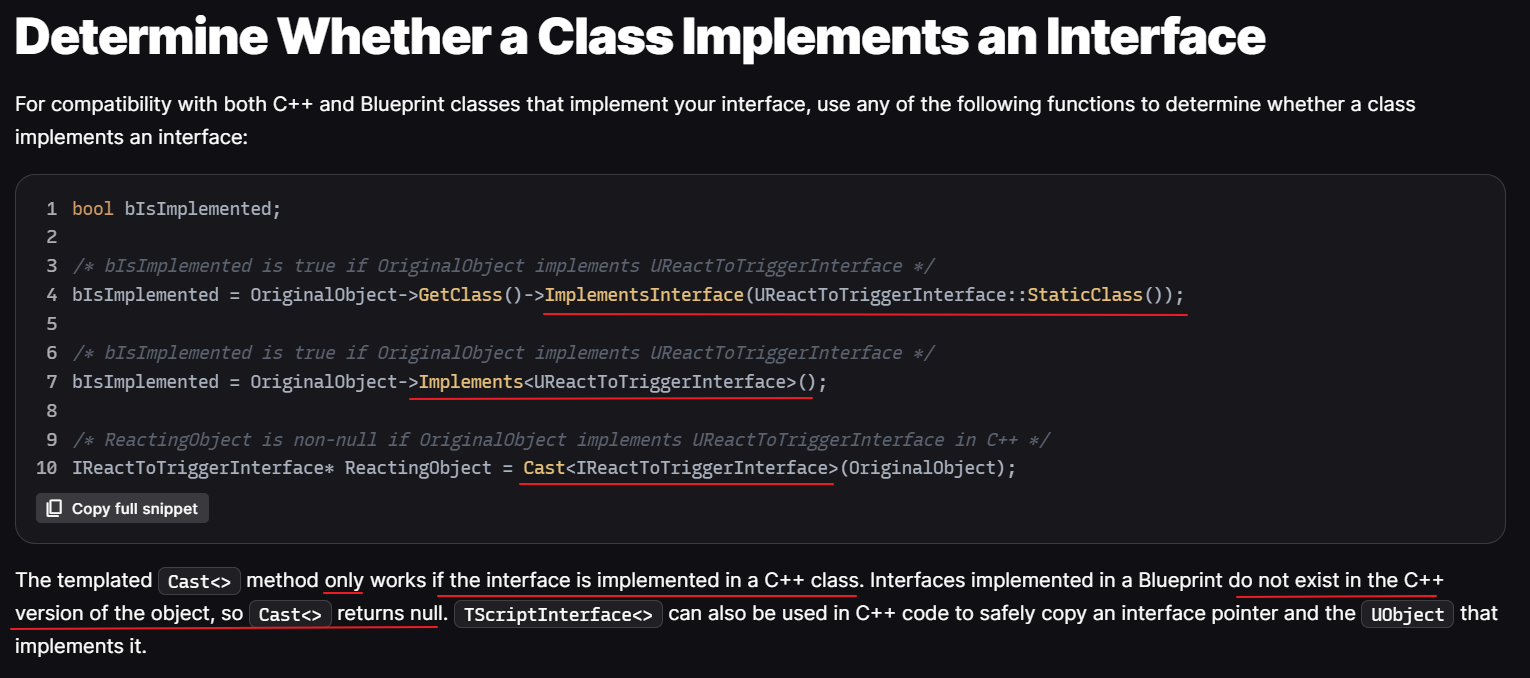 Determine Whether a Class Implements an Interface
For compatibility with both C++ and Blueprint classes that implement your interface, use any of the following functions to determine whether a class
implements an interface:
1 bool bIsImplemented;
2
3 /* bIsImplemented is true if OriginalObject implements UReactToTriggerInterface */
4 bIsImplemented = OriginalObject->GetClass()->ImplementsInterface(UReactToTriggerInterface::StaticClass());
5
6 /* bIsImplemented is true if OriginalObject implements UReactToTriggerInterface */
7 bIsImplemented = OriginalObject->Implements<UReactToTriggerInterface>();
8
9 /* ReactingObject is non-null if OriginalObject implements UReactToTriggerInterface in C++ */
10 IReactToTriggerInterface* ReactingObject = Cast<IReactToTriggerInterface>(OriginalObject);
Copy full snippet
The templated Cast<> method only works if the interface is implemented in a C++ class. Interfaces implemented in a Blueprint do not exist in the C++
version of the object, so Cast<> returns null. TScriptInterface<> can also be used in C++ code to safely copy an interface pointer and the UObject that
implements it.